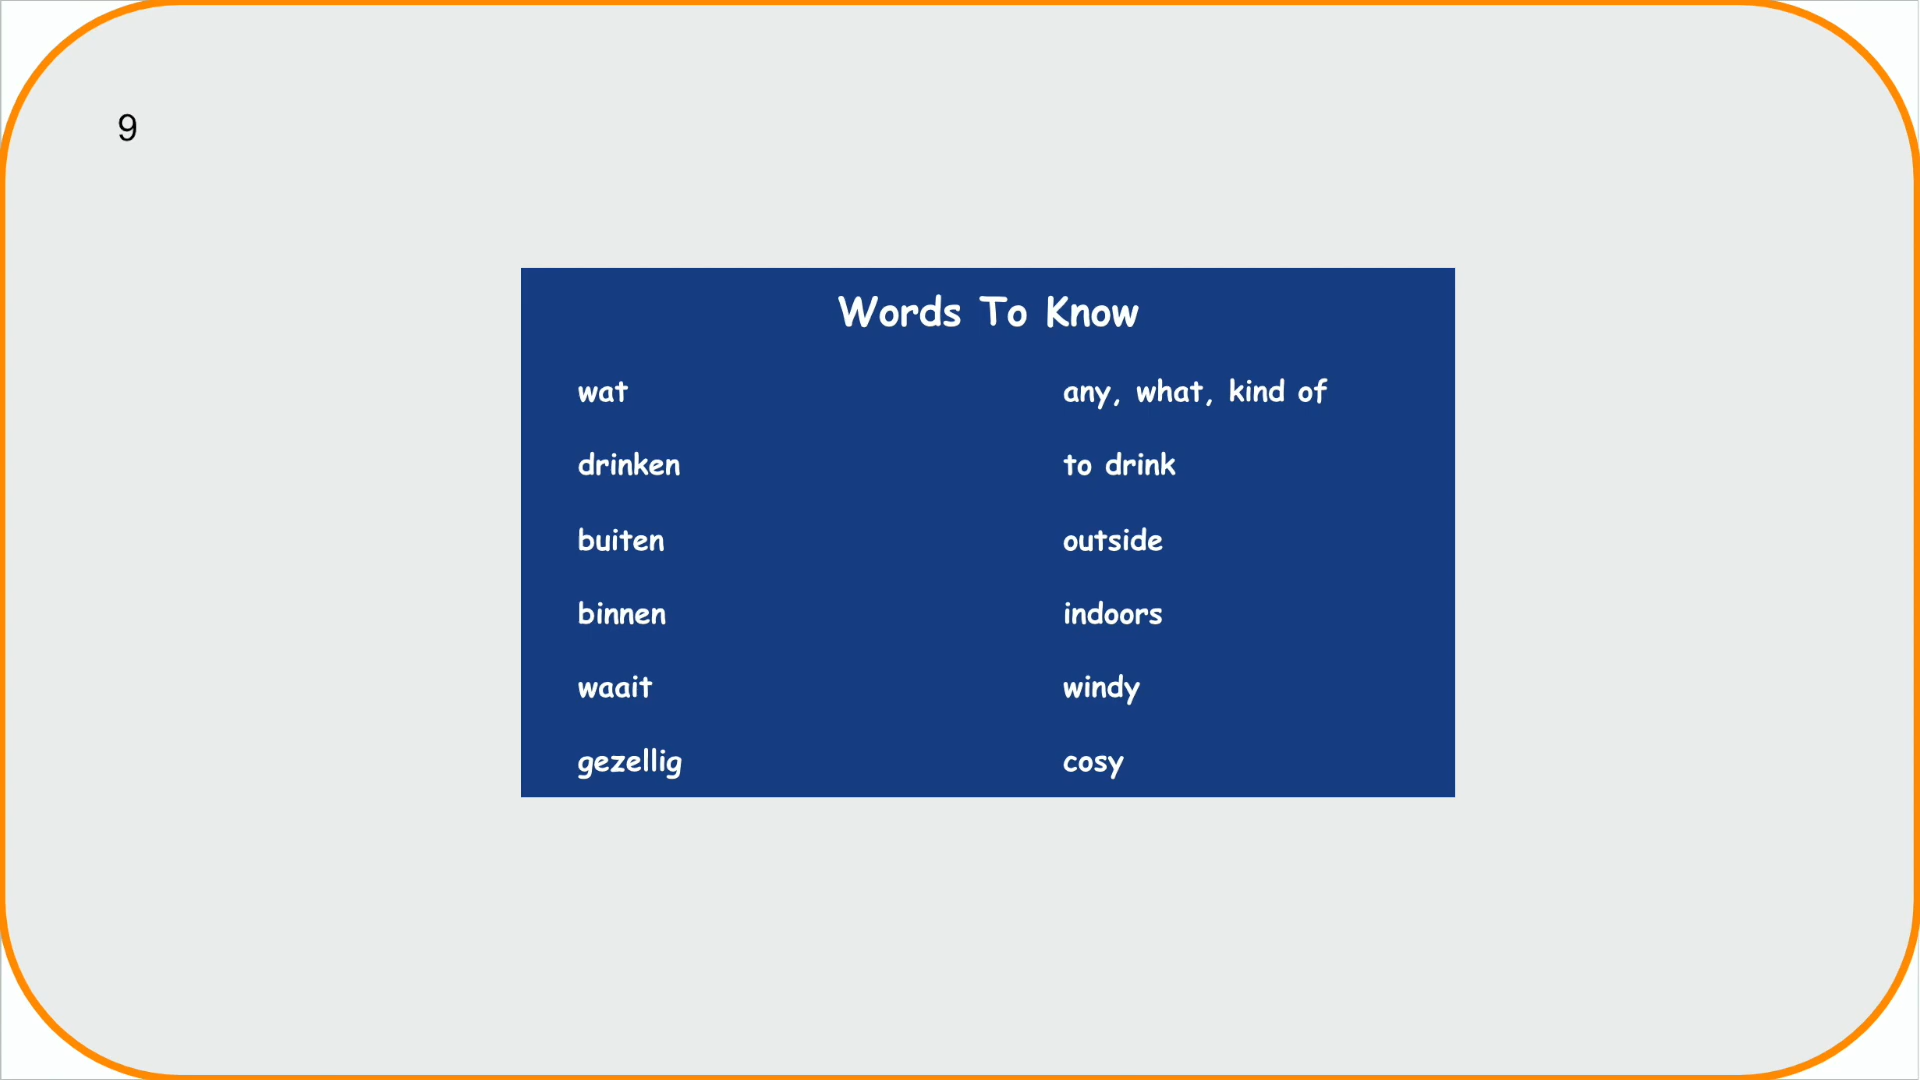 9
Words To Know
wat any, what, kind of
drinken to drink
buiten outside
binnen indoors
waait windy
gezellig cosy